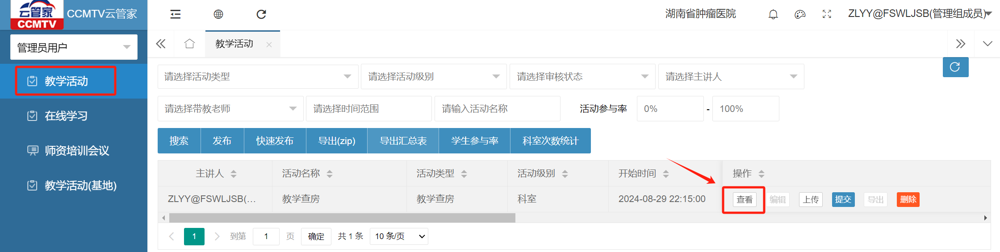 云管家
CCMTV
CCMTV云管家
湖南省肿瘤医院
ZLYY@FSWLJSB(管理组成员)
管理员用户
教学活动
在线学习
师资培训会议
教学活动(基地)
教学活动
请选择活动类型 请选择活动级别 请选择审核状态 请选择主讲人
请选择带教老师 请选择时间范围 请输入活动名称 活动参与率 0% - 100%
搜索 发布 快速发布 导出(zip) 导出汇总表 学生参与率 科室次数统计
主讲人 活动名称 活动类型 活动级别 开始时间 操作
ZLYY@FSWLJSB(... 教学查房 教学查房 科室 2024-08-29 22:15:00 查看 编辑 上传 提交 导出 删除
1 到第 1 页 确定 共 1 条 10 条/页